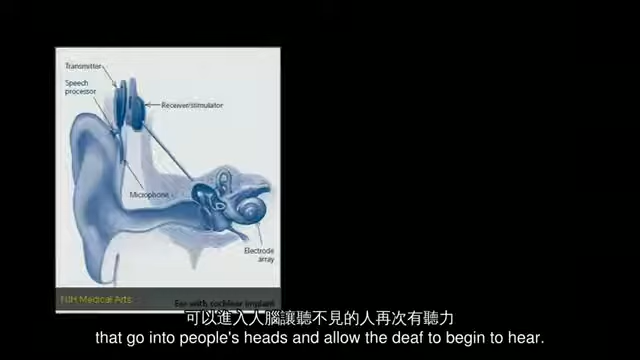 Transmitter
Speech
processor
Receiver/stimulator
Microphone
Electrode
array
NIH Medical Arts
Ear with cochlear implant
可以進入人腦讓聽不見的人再次有聽力
that go into people's heads and allow the deaf to begin to hear.